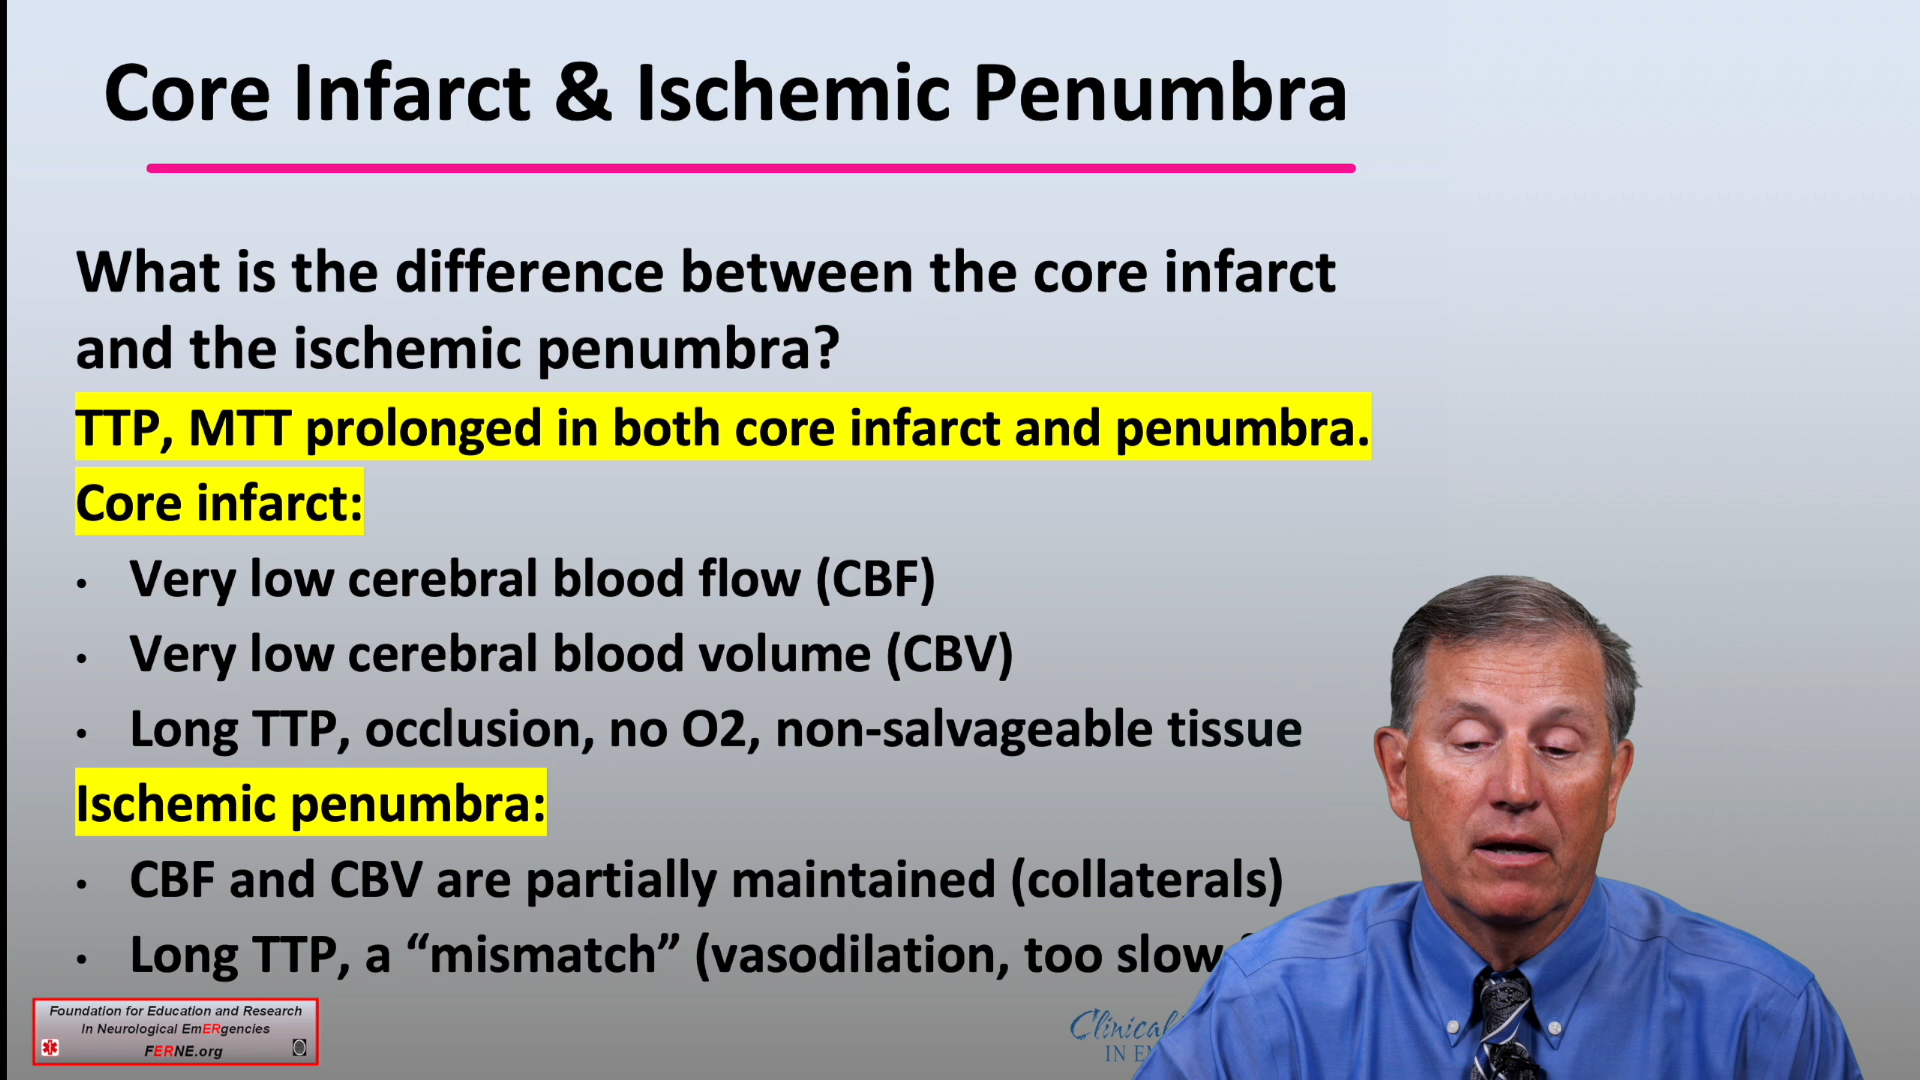 Core Infarct & Ischemic Penumbra
What is the difference between the core infarct
and the ischemic penumbra?
TTP, MTT prolonged in both core infarct and penumbra.
Core infarct:
• Very low cerebral blood flow (CBF)
• Very low cerebral blood volume (CBV)
• Long TTP, occlusion, no O2, non-salvageable tissue
Ischemic penumbra:
• CBF and CBV are partially maintained (collaterals)
• Long TTP, a “mismatch” (vasodilation, too slow
Foundation for Education and Research
in Neurological EmERgencies
FERNE.org
Clinical
IN